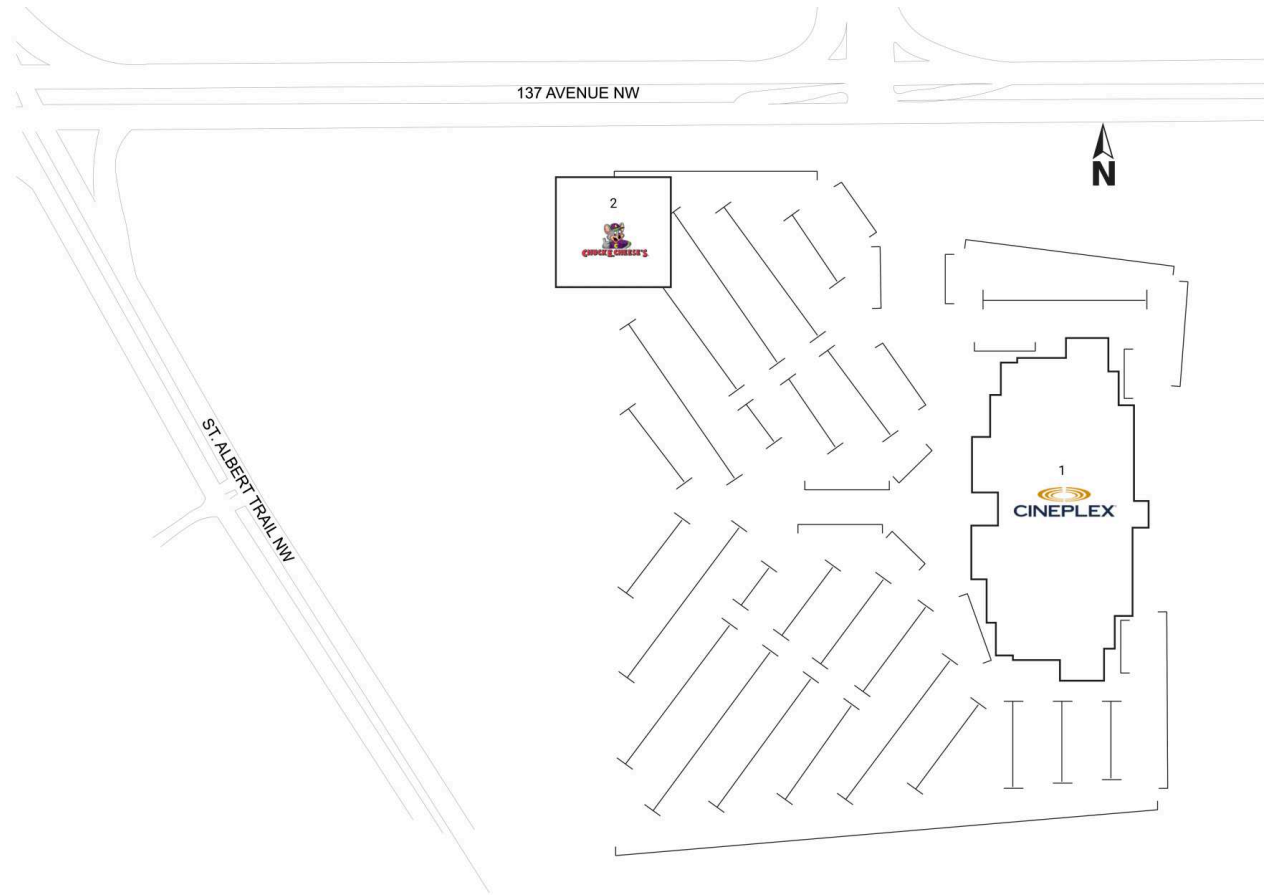 137 AVENUE NW
N
2
CHUCK E. CHEESE'S
1
CINEPLEX
ST. ALBERT TRAIL NW